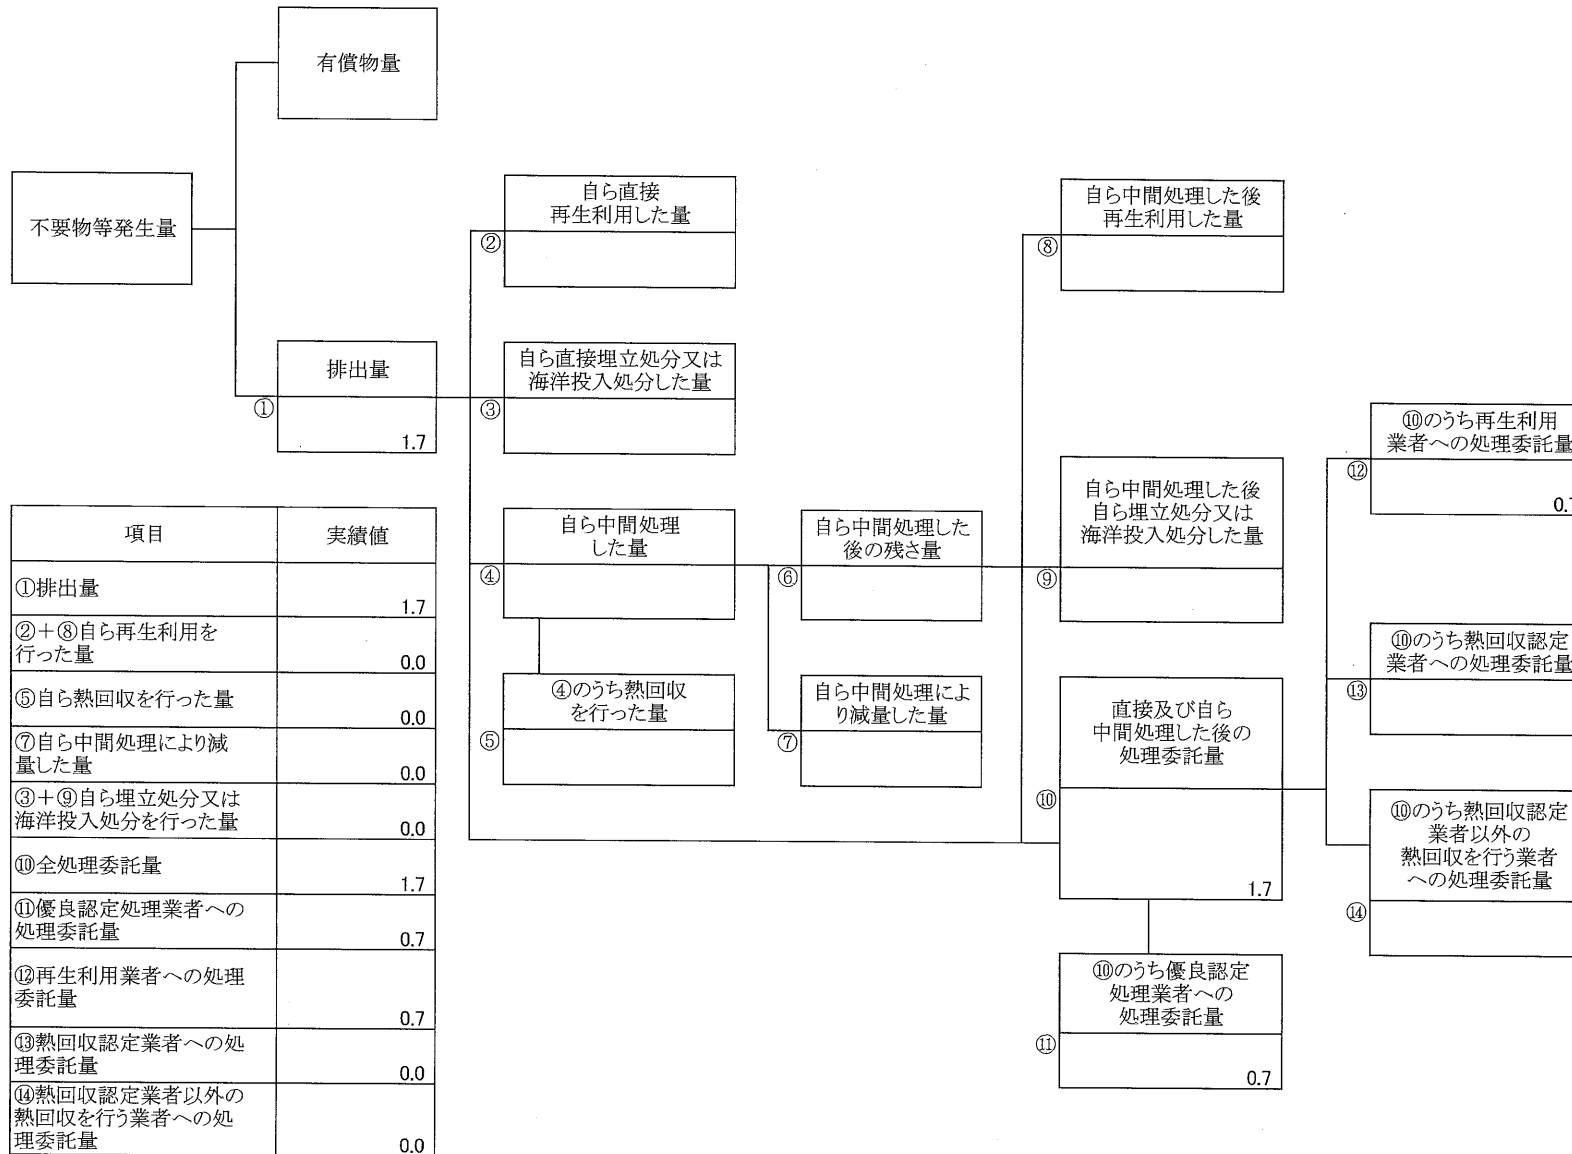 有償物量
不要物等発生量
排出量
①
1.7
自ら直接
再生利用した量
②
自ら直接埋立処分又は
海洋投入処分した量
③
自ら中間処理
した量
④
④のうち熱回収
を行った量
⑤
自ら中間処理した
後の残さ量
⑥
自ら中間処理によ
り減量した量
⑦
自ら中間処理した後
再生利用した量
⑧
自ら中間処理した後
自ら埋立処分又は
海洋投入処分した量
⑨
直接及び自ら
中間処理した後の
処理委託量
⑩
1.7
⑩のうち優良認定
処理業者への
処理委託量
⑪
0.7
⑩のうち再生利用
業者への処理委託量
⑫
0.7
⑩のうち熱回収認定
業者への処理委託量
⑬
⑩のうち熱回収認定
業者以外の
熱回収を行う業者
への処理委託量
⑭
項目 実績値
①排出量 1.7
②+⑧自ら再生利用を
行った量 0.0
⑤自ら熱回収を行った量 0.0
⑦自ら中間処理により減
量した量 0.0
③+⑨自ら埋立処分又は
海洋投入処分を行った量 0.0
⑩全処理委託量 1.7
⑪優良認定処理業者への
処理委託量 0.7
⑫再生利用業者への処理
委託量 0.7
⑬熱回収認定業者への処
理委託量 0.0
⑭熱回収認定業者以外の
熱回収を行う業者への処
理委託量 0.0